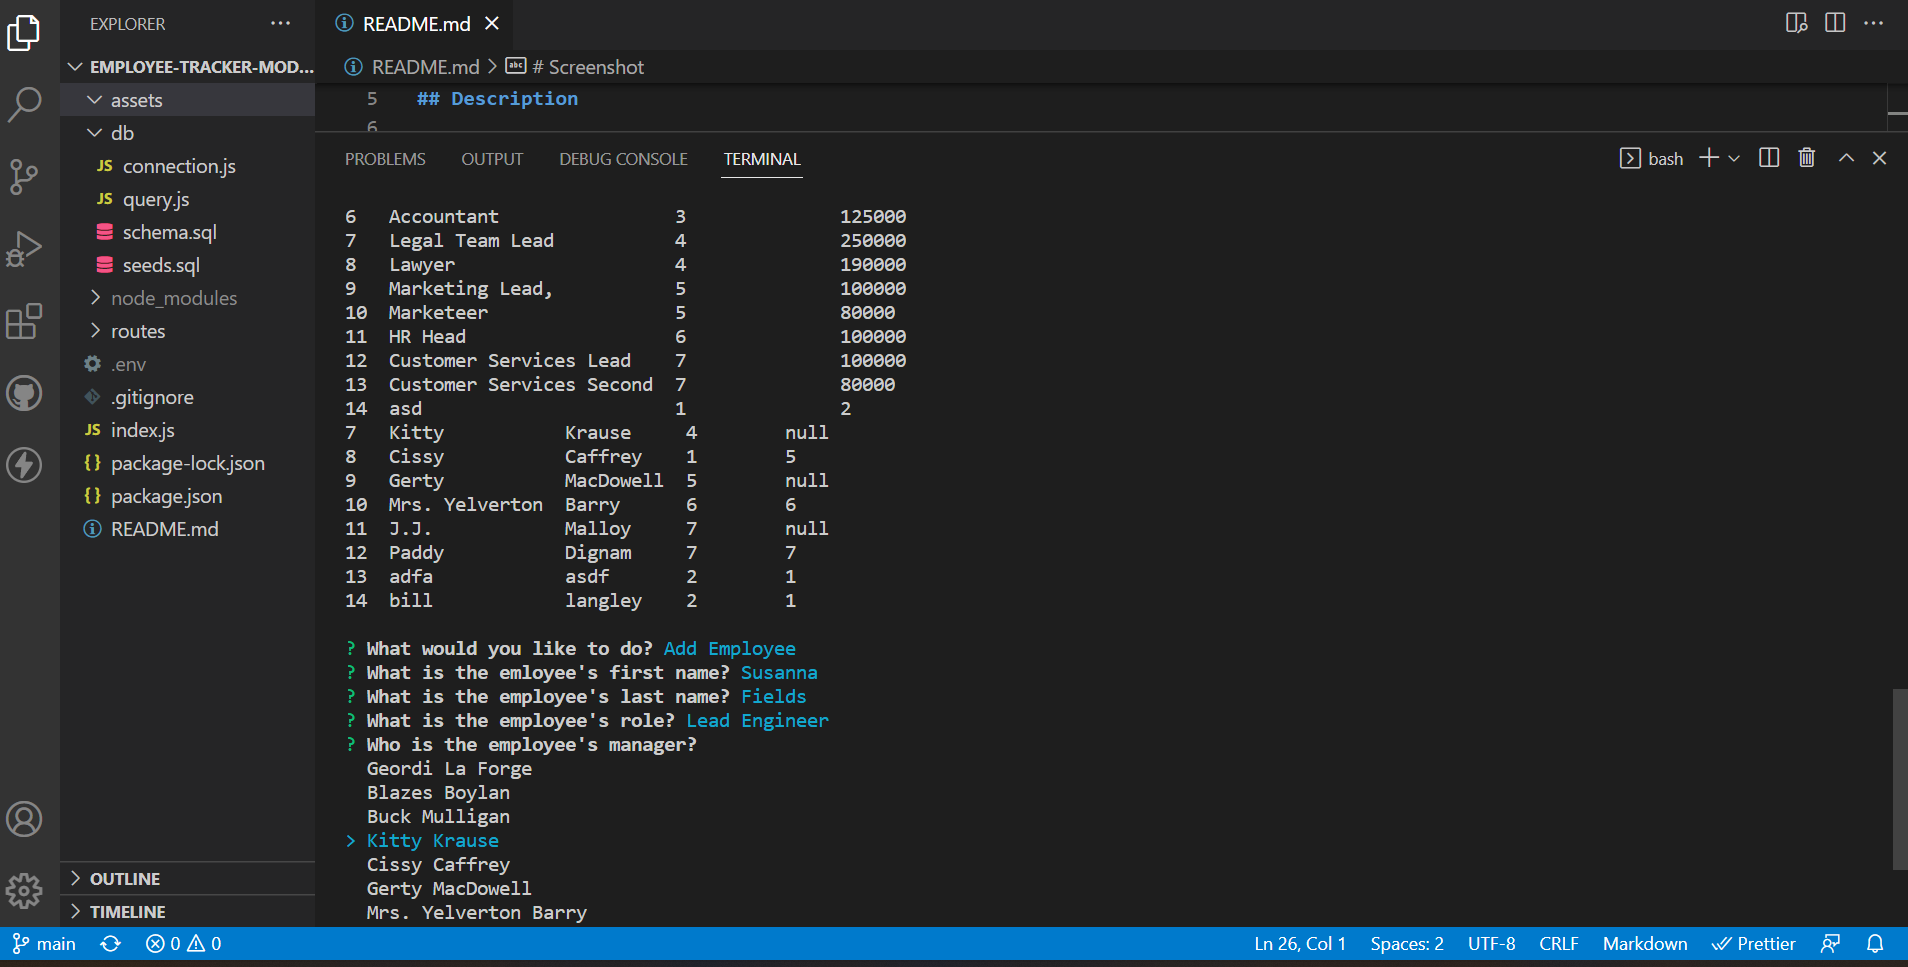 EXPLORER
EMPLOYEE-TRACKER-MOD...
assets
db
JS connection.js
JS query.js
schema.sql
seeds.sql
node_modules
routes
.env
.gitignore
JS index.js
{} package-lock.json
{} package.json
README.md
OUTLINE
TIMELINE
README.md
README.md > abc # Screenshot
5 ## Description
6
PROBLEMS OUTPUT DEBUG CONSOLE TERMINAL bash
6 Accountant 3 125000
7 Legal Team Lead 4 250000
8 Lawyer 4 190000
9 Marketing Lead, 5 100000
10 Marketeer 5 80000
11 HR Head 6 100000
12 Customer Services Lead 7 100000
13 Customer Services Second 7 80000
14 asd 1 2
7 Kitty Krause 4 null
8 Cissy Caffrey 1 5
9 Gerty MacDowell 5 null
10 Mrs. Yelverton Barry 6 6
11 J.J. Malloy 7 null
12 Paddy Dignam 7 7
13 adfa asdf 2 1
14 bill langley 2 1
? What would you like to do? Add Employee
? What is the emloyee's first name? Susanna
? What is the employee's last name? Fields
? What is the employee's role? Lead Engineer
? Who is the employee's manager?
Geordi La Forge
Blazes Boylan
Buck Mulligan
> Kitty Krause
Cissy Caffrey
Gerty MacDowell
Mrs. Yelverton Barry
main 0 0 Ln 26, Col 1 Spaces: 2 UTF-8 CRLF Markdown Prettier